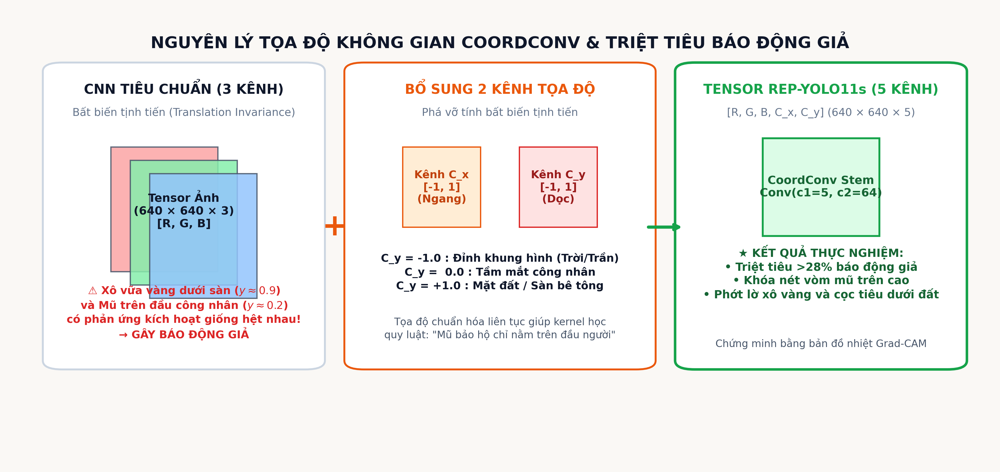 NGUYÊN LÝ TỌA ĐỘ KHÔNG GIAN COORDCONV & TRIỆT TIÊU BÁO ĐỘNG GIẢ
CNN TIÊU CHUẨN (3 KÊNH)
Bất biến tịnh tiến (Translation Invariance)
Tensor Ảnh
(640 × 640 × 3)
[R, G, B]
⚠ Xô vữa vàng dưới sàn (y ≈ 0.9)
và Mũ trên đầu công nhân (y ≈ 0.2)
có phản ứng kích hoạt giống hệt nhau!
→ GÂY BÁO ĐỘNG GIẢ
+
BỔ SUNG 2 KÊNH TỌA ĐỘ
Phá vỡ tính bất biến tịnh tiến
Kênh C_x
[-1, 1]
(Ngang)
Kênh C_y
[-1, 1]
(Dọc)
C_y = -1.0 : Đỉnh khung hình (Trời/Trần)
C_y =  0.0 : Tầm mắt công nhân
C_y = +1.0 : Mặt đất / Sàn bê tông
Tọa độ chuẩn hóa liên tục giúp kernel học
quy luật: "Mũ bảo hộ chỉ nằm trên đầu người"
TENSOR REP-YOLO11s (5 KÊNH)
[R, G, B, C_x, C_y] (640 × 640 × 5)
CoordConv Stem
Conv(c1=5, c2=64)
★ KẾT QUẢ THỰC NGHIỆM:
• Triệt tiêu >28% báo động giả
• Khóa nét vòm mũ trên cao
• Phớt lờ xô vàng và cọc tiêu dưới đất
Chứng minh bằng bản đồ nhiệt Grad-CAM